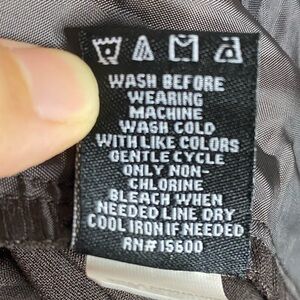 WASH BEFORE
WEARING
MACHINE
WASH COLD
WITH LIKE COLORS
GENTLE CYCLE
ONLY NON-
CHLORINE
BLEACH WHEN
NEEDED LINE DRY
COOL IRON IF NEEDED
RN#15600